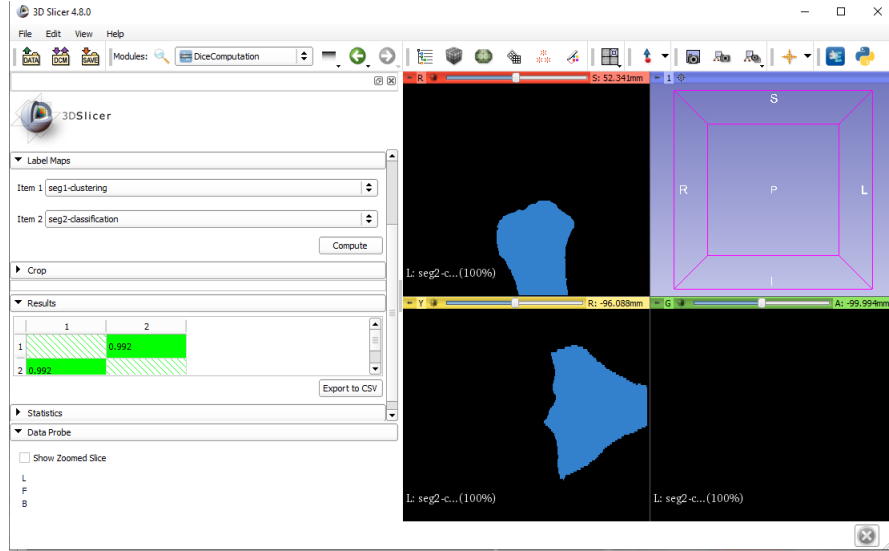 3D Slicer 4.8.0
File Edit View Help
DATA DCM SAVE Modules: DiceComputation
3DSlicer
Label Maps
Item 1 seg1-clustering
Item 2 seg2-classification
Compute
Crop
Results
1 2
1 0.992
2 0.992
Export to CSV
Statistics
Data Probe
Show Zoomed Slice
L
F
B
R S: 52.341mm
L: seg2-c...(100%)
1
S
R P L
I
Y R: -96.088mm
L: seg2-c...(100%)
G A: -99.994mm
L: seg2-c...(100%)